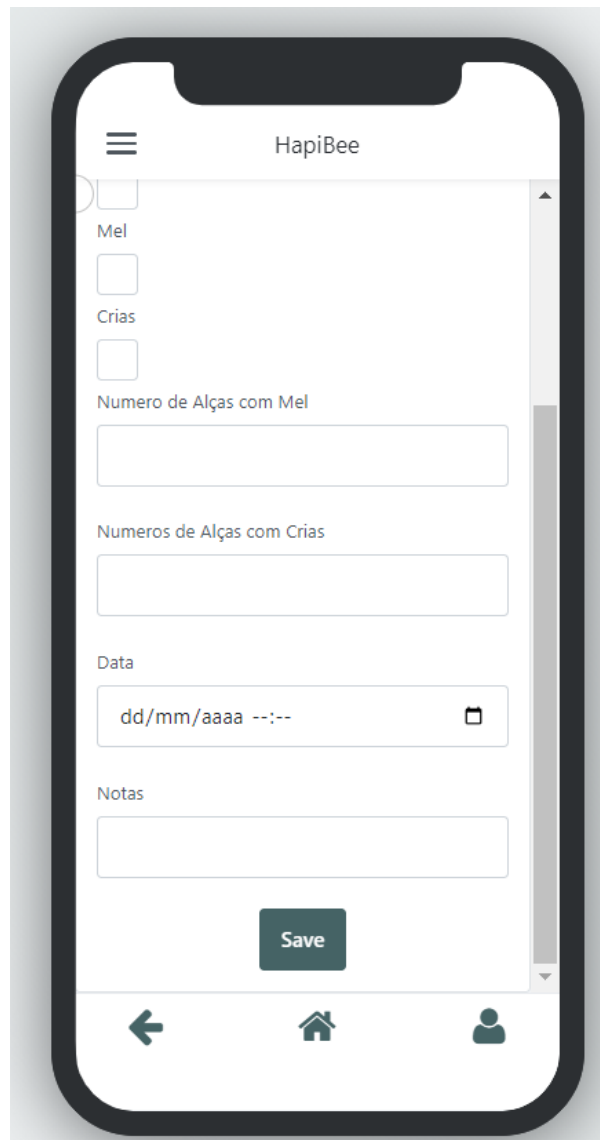 HapiBee
Mel
Crias
Numero de Alças com Mel
Numeros de Alças com Crias
Data
dd/mm/aaaa --:--
Notas
Save